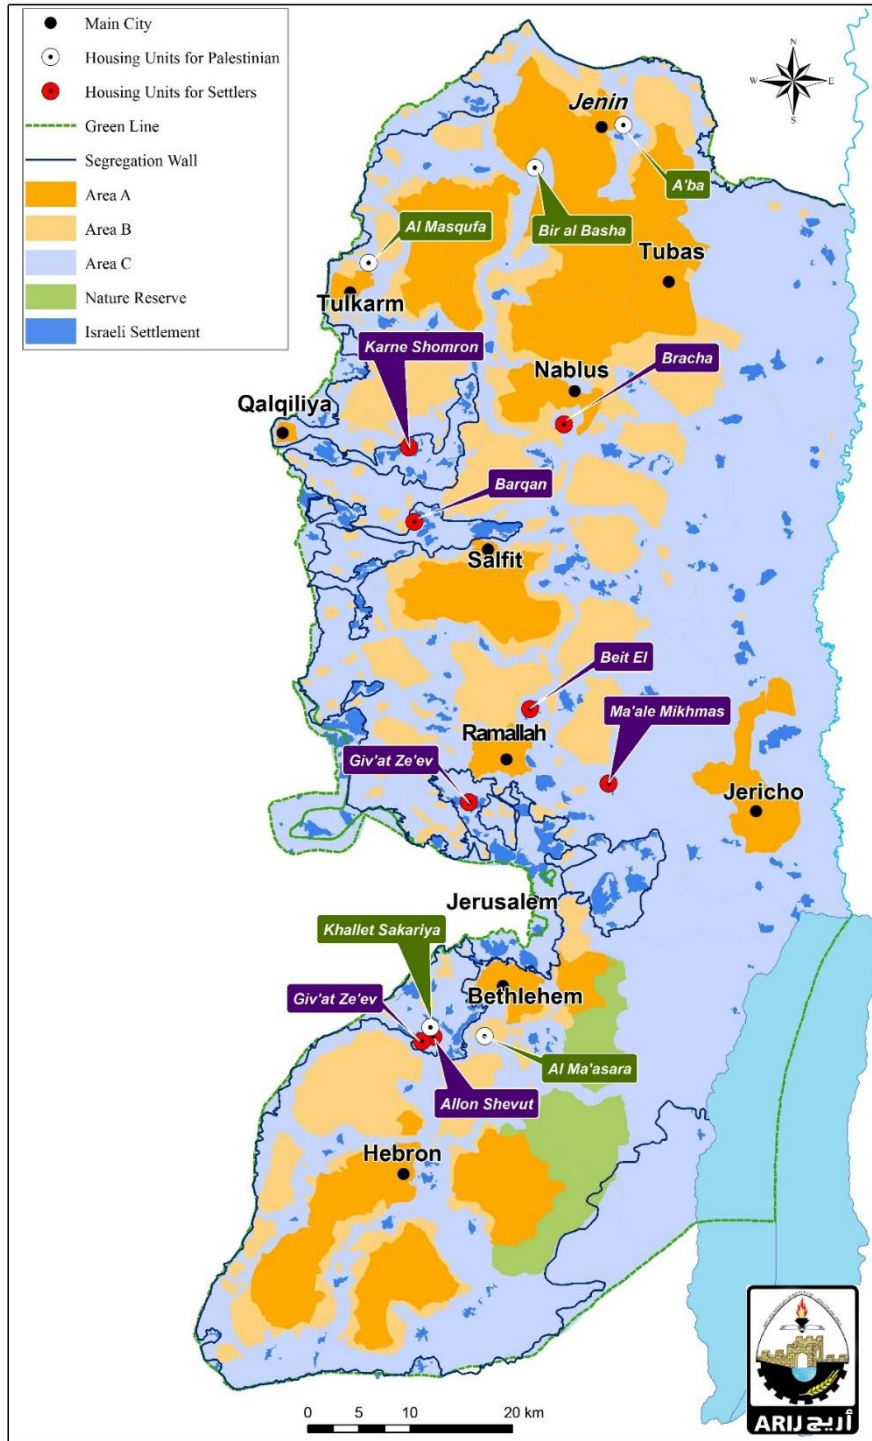 Main City
Housing Units for Palestinian
Housing Units for Settlers
Green Line
Segregation Wall
Area A
Area B
Area C
Nature Reserve
Israeli Settlement
N
W
E
S
Jenin
A'ba
Bir al Basha
Al Masqufa
Tubas
Tulkarm
Karne Shomron
Nablus
Bracha
Qalqiliya
Barqan
Salfit
Beit El
Ma'ale Mikhmas
Ramallah
Giv'at Ze'ev
Jericho
Jerusalem
Khallet Sakariya
Giv'at Ze'ev
Bethlehem
Al Ma'asara
Allon Shevut
Hebron
0 5 10 20 km
ARIJ أريج